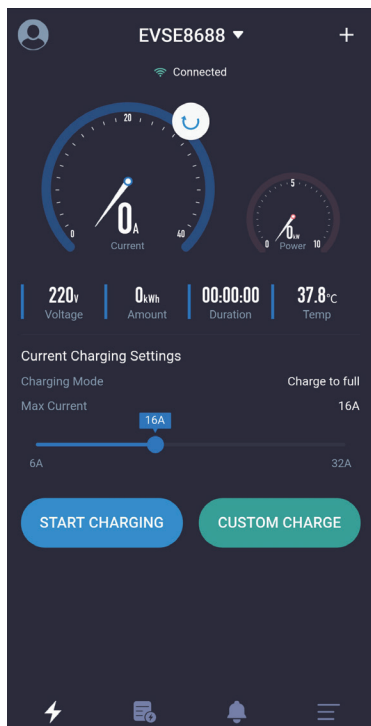 EVSE8688
Connected
20
0
40
0A
Current
5
0
10
0kW
Power
220V
0kWh
00:00:00
37.8°C
Voltage
Amount
Duration
Temp
Current Charging Settings
Charging Mode
Charge to full
Max Current
16A
16A
6A
32A
START CHARGING
CUSTOM CHARGE